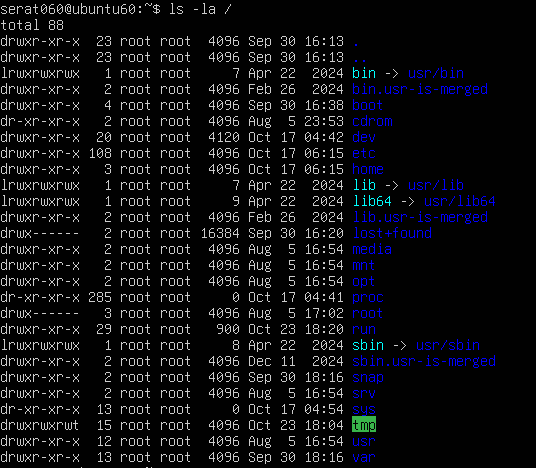 serat060@ubuntu60:~$ ls -la /
total 88
drwxr-xr-x  23 root root  4096 Sep 30 16:13 .
drwxr-xr-x  23 root root  4096 Sep 30 16:13 ..
lrwxrwxrwx   1 root root     7 Apr 22  2024 bin -> usr/bin
drwxr-xr-x   2 root root  4096 Feb 26  2024 bin.usr-is-merged
drwxr-xr-x   4 root root  4096 Sep 30 16:38 boot
dr-xr-xr-x   2 root root  4096 Aug  5 23:53 cdrom
drwxr-xr-x  20 root root  4120 Oct 17 04:42 dev
drwxr-xr-x 108 root root  4096 Oct 17 06:15 etc
drwxr-xr-x   3 root root  4096 Oct 17 06:15 home
lrwxrwxrwx   1 root root     7 Apr 22  2024 lib -> usr/lib
lrwxrwxrwx   1 root root     9 Apr 22  2024 lib64 -> usr/lib64
drwxr-xr-x   2 root root  4096 Feb 26  2024 lib.usr-is-merged
drwx------   2 root root 16384 Sep 30 16:20 lost+found
drwxr-xr-x   2 root root  4096 Aug  5 16:54 media
drwxr-xr-x   2 root root  4096 Aug  5 16:54 mnt
drwxr-xr-x   2 root root  4096 Aug  5 16:54 opt
dr-xr-xr-x 285 root root     0 Oct 17 04:41 proc
drwx------   3 root root  4096 Aug  5 17:02 root
drwxr-xr-x  29 root root   900 Oct 23 18:20 run
lrwxrwxrwx   1 root root     8 Apr 22  2024 sbin -> usr/sbin
drwxr-xr-x   2 root root  4096 Dec 11  2024 sbin.usr-is-merged
drwxr-xr-x   2 root root  4096 Sep 30 18:16 snap
drwxr-xr-x   2 root root  4096 Aug  5 16:54 srv
dr-xr-xr-x  13 root root     0 Oct 17 04:54 sys
drwxrwxrwt  15 root root  4096 Oct 23 18:04 tmp
drwxr-xr-x  12 root root  4096 Aug  5 16:54 usr
drwxr-xr-x  13 root root  4096 Sep 30 18:16 var